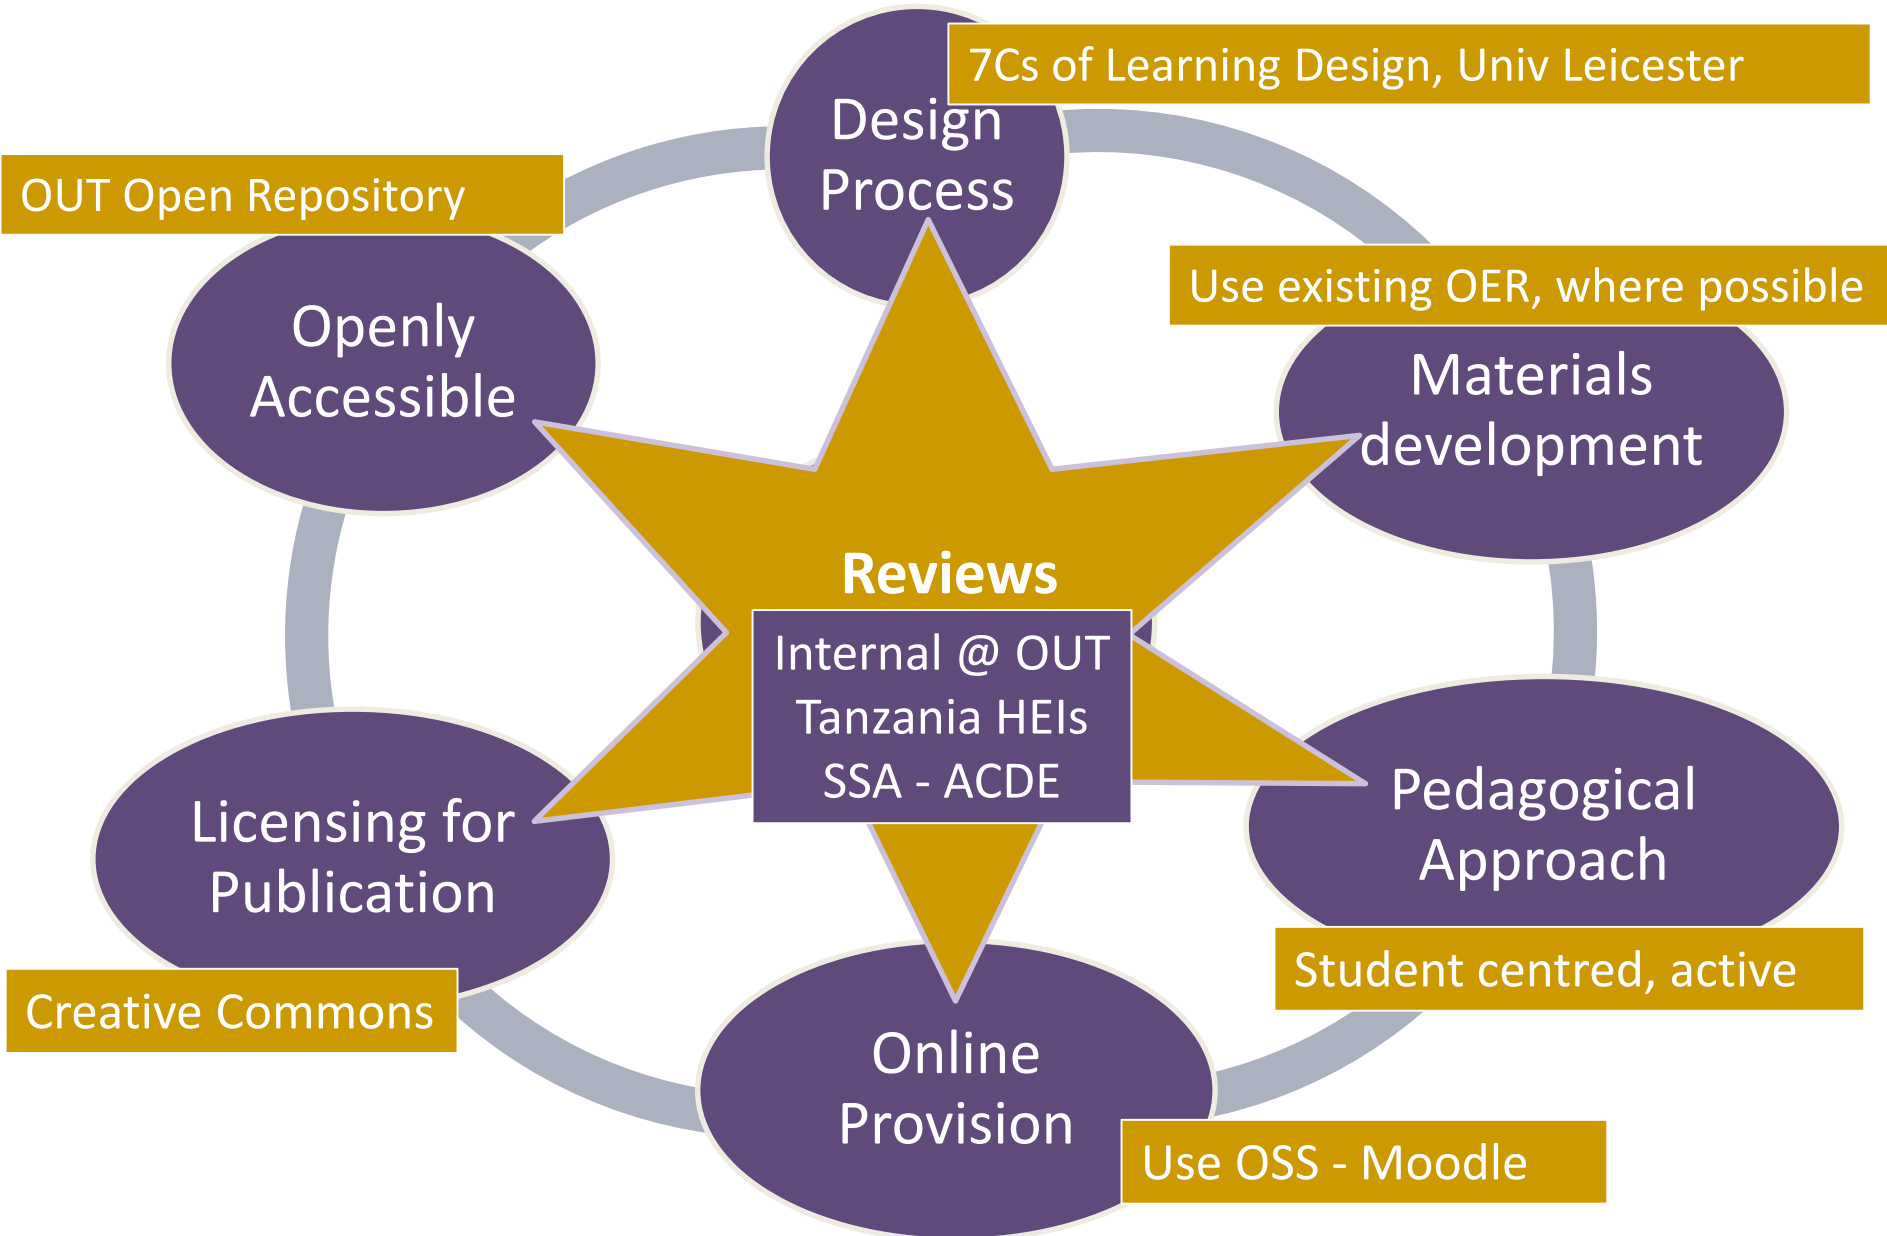 7Cs of Learning Design, Univ Leicester
Design
Process
OUT Open Repository
Use existing OER, where possible
Openly
Accessible
Materials
development
Reviews
Internal @ OUT
Tanzania HEIs
SSA - ACDE
Licensing for
Publication
Pedagogical
Approach
Student centred, active
Creative Commons
Online
Provision
Use OSS - Moodle